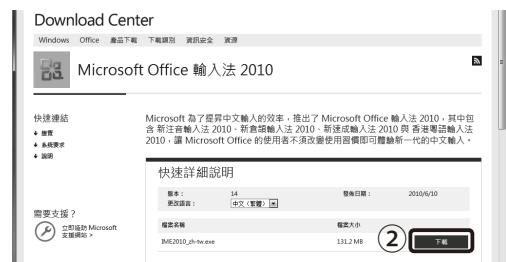 Download Center
Windows Office 產品下載 下載類別 資訊安全 資源
Microsoft Office 輸入法 2010
快速連結
總覽
系統要求
說明
Microsoft 為了提昇中文輸入的效率，推出了 Microsoft Office 輸入法 2010，其中包
含 新注音輸入法 2010、新倉頡輸入法 2010、新速成輸入法 2010 與 香港粵語輸入法
2010，讓 Microsoft Office 的使用者不須改變使用習慣即可體驗新一代的中文輸入。
快速詳細說明
版本： 14 發佈日期： 2010/6/10
更改語言： 中文 (繁體)
檔案名稱 檔案大小
IME2010_zh-tw.exe 131.2 MB ② 下載
需要支援？
立即造訪 Microsoft
支援網站 >